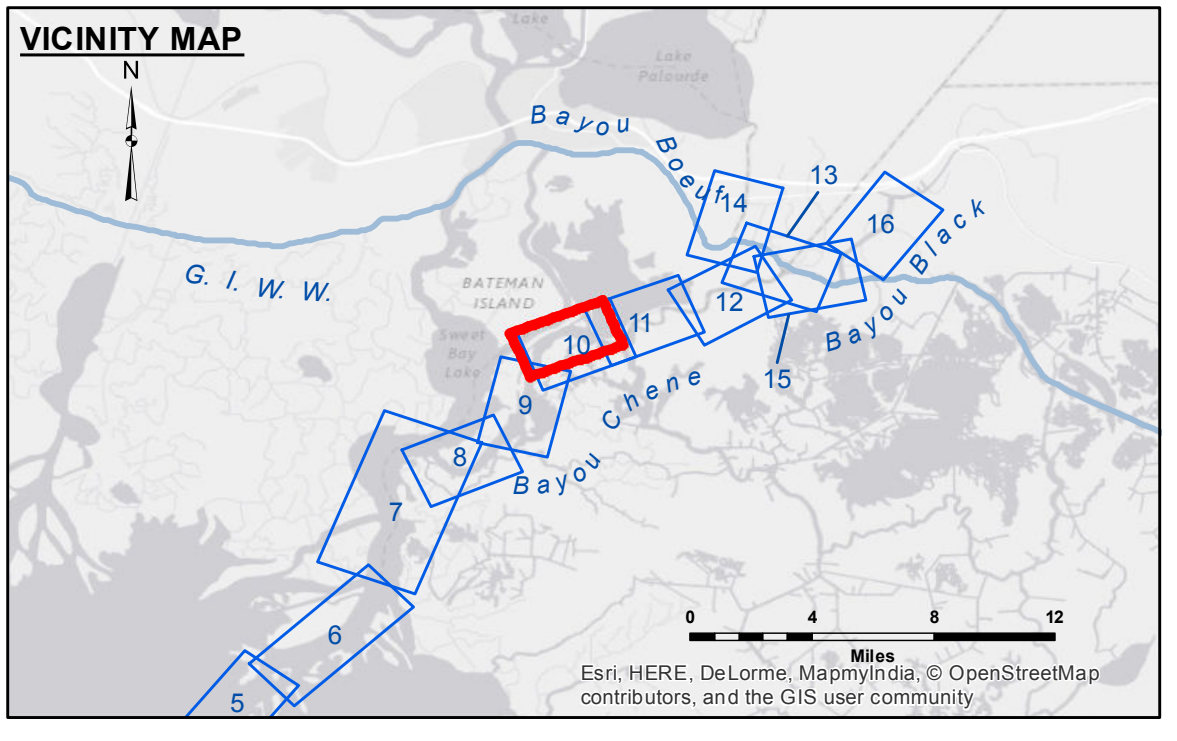 VICINITY MAP
N
Lake
Lake
Palourde
Bayou
Boeuf
13
14
16
Bayou Black
G. I. W. W.
BATEMAN
ISLAND
12
11
10
Sweet
Bay
Lake
15
9
Bayou Chene
8
7
6
5
0 4 8 12
Miles
Esri, HERE, DeLorme, MapmyIndia, © OpenStreetMap
contributors, and the GIS user community